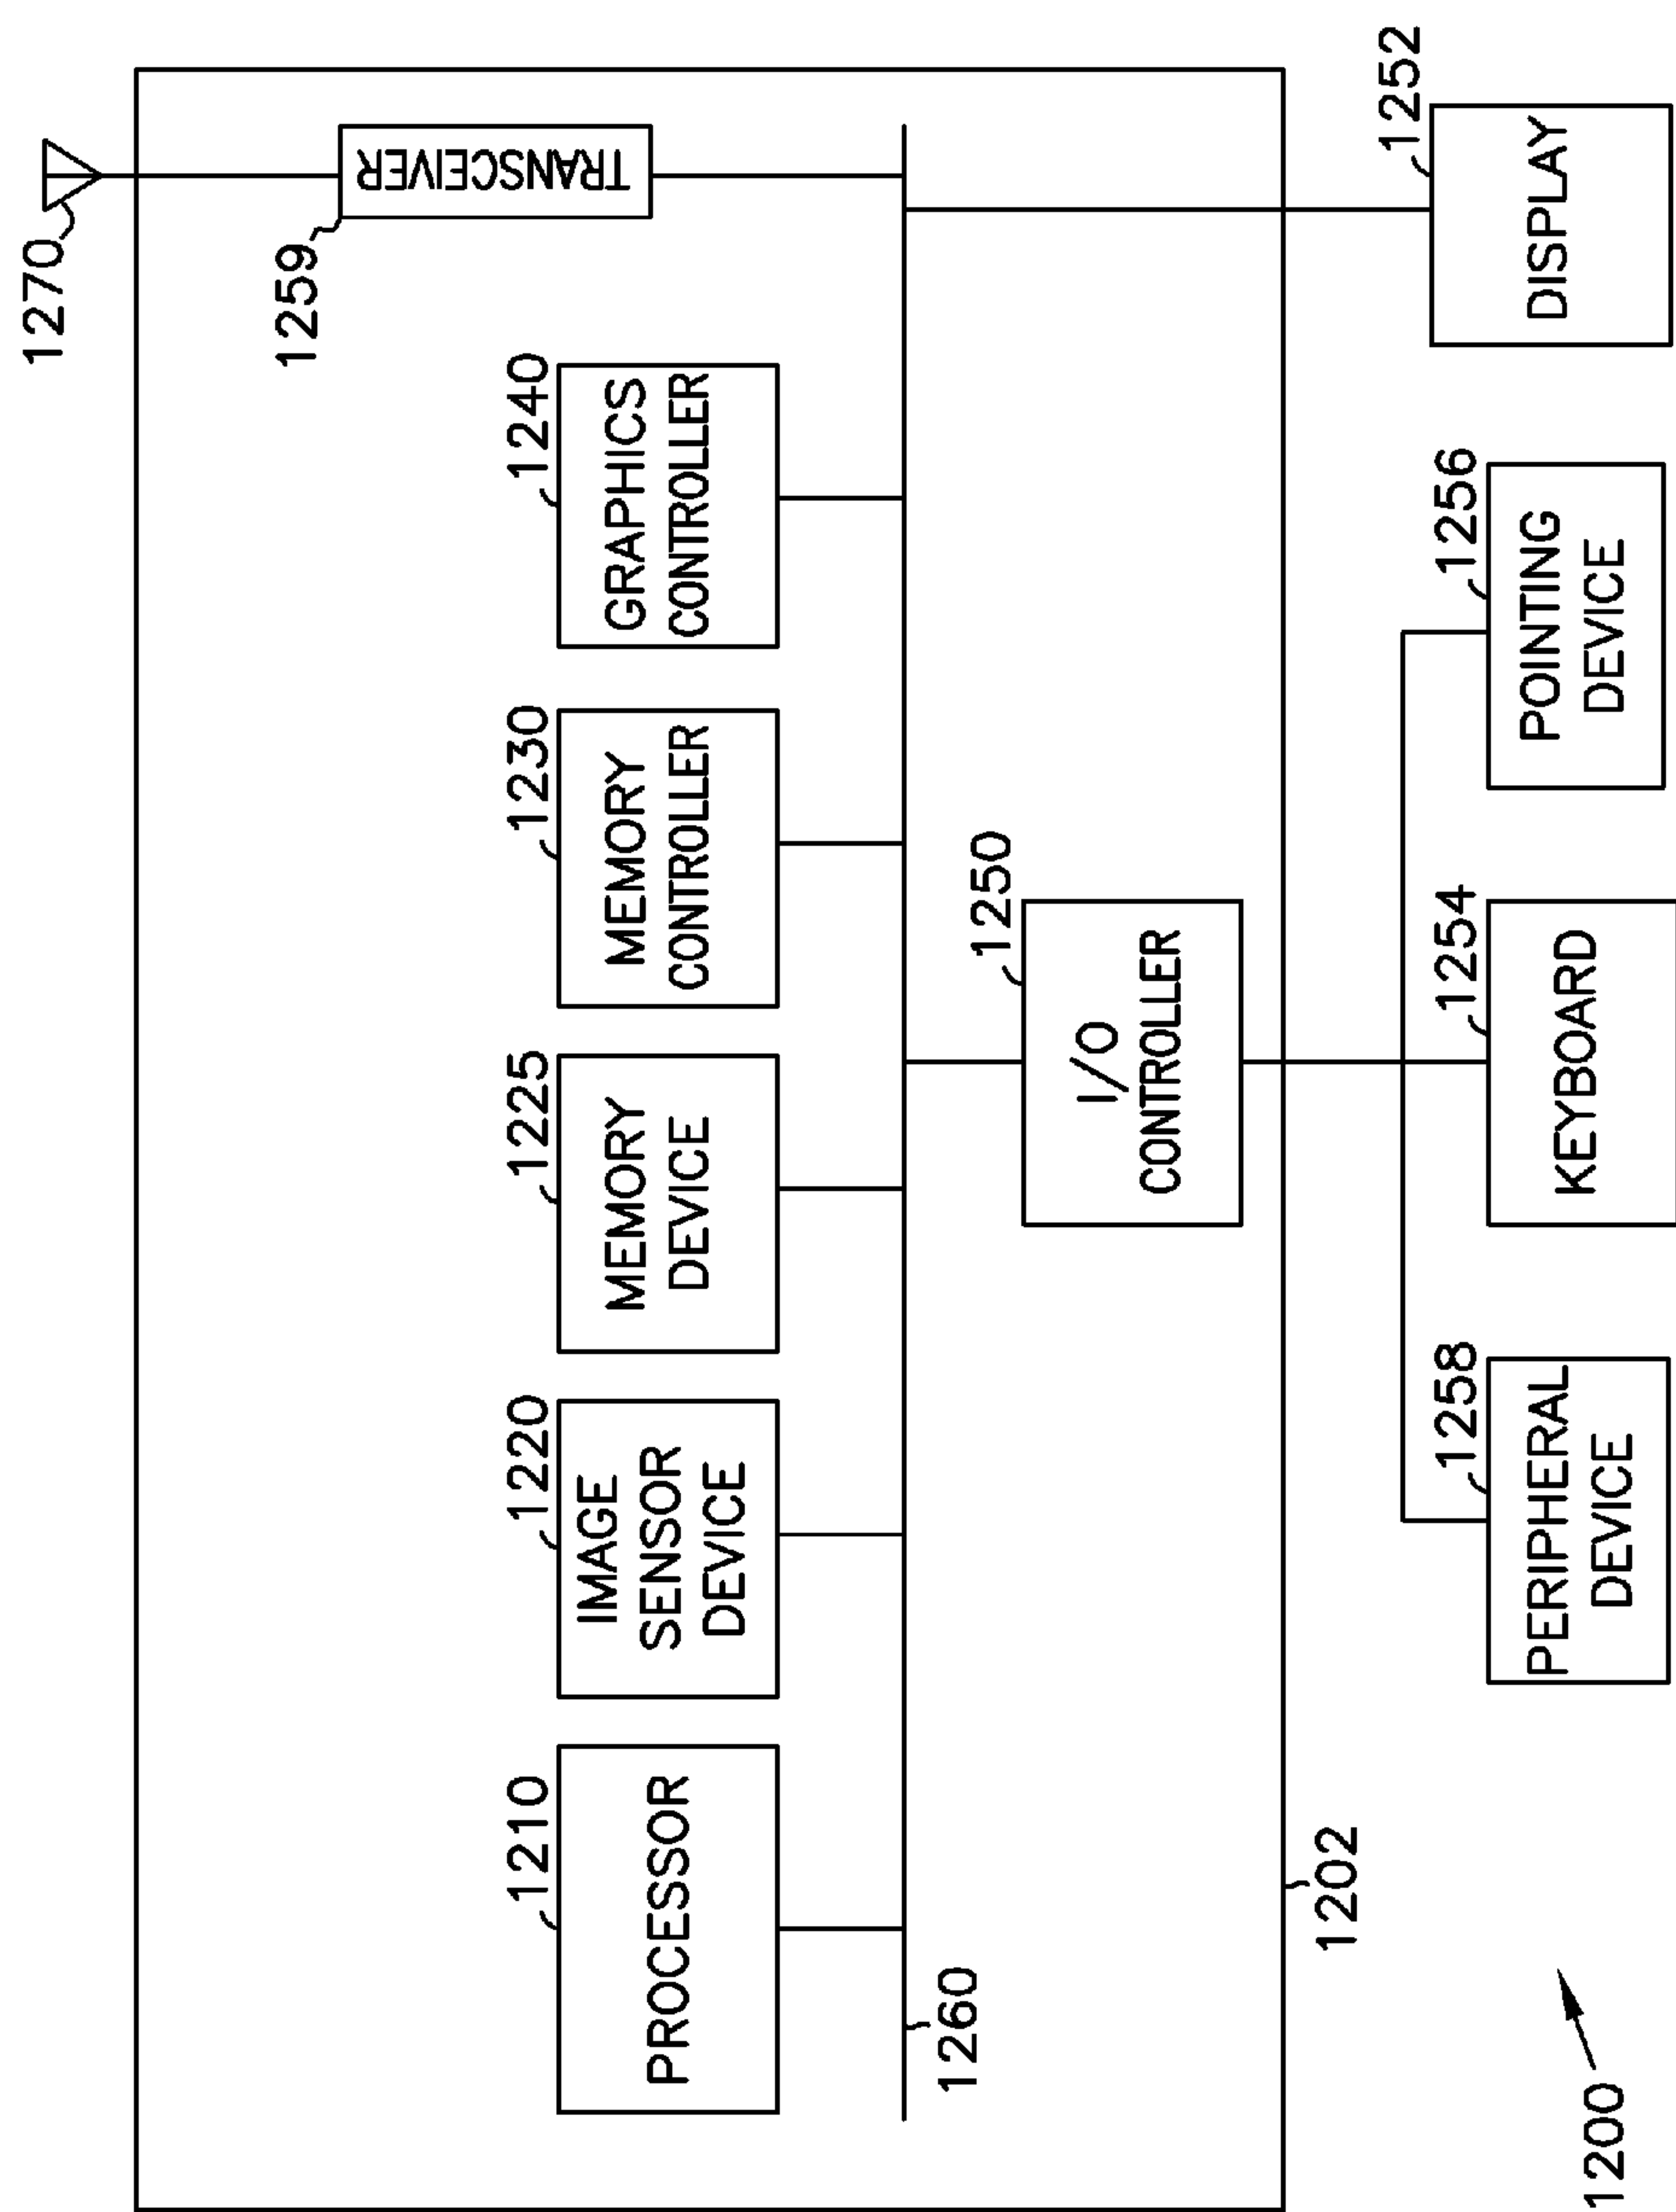 1270
1259
TRANSCEIVER
1210
PROCESSOR
1220
IMAGE
SENSOR
DEVICE
1225
MEMORY
DEVICE
1230
MEMORY
CONTROLLER
1240
GRAPHICS
CONTROLLER
1260
1250
I/O
CONTROLLER
1202
1200
1258
PERIPHERAL
DEVICE
1254
KEYBOARD
1256
POINTING
DEVICE
1252
DISPLAY